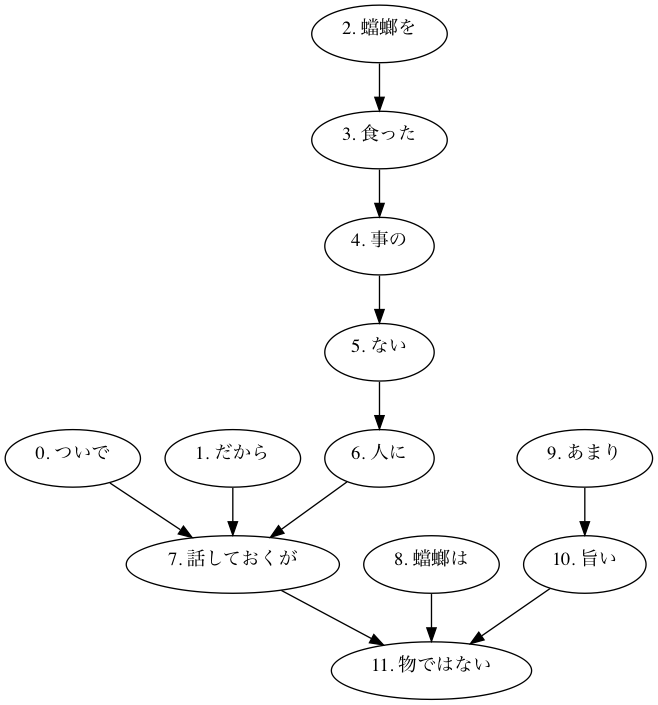 2. 蟷螂を
3. 食った
4. 事の
5. ない
0. ついで
1. だから
6. 人に
9. あまり
7. 話しておくが
8. 蟷螂は
10. 旨い
11. 物ではない